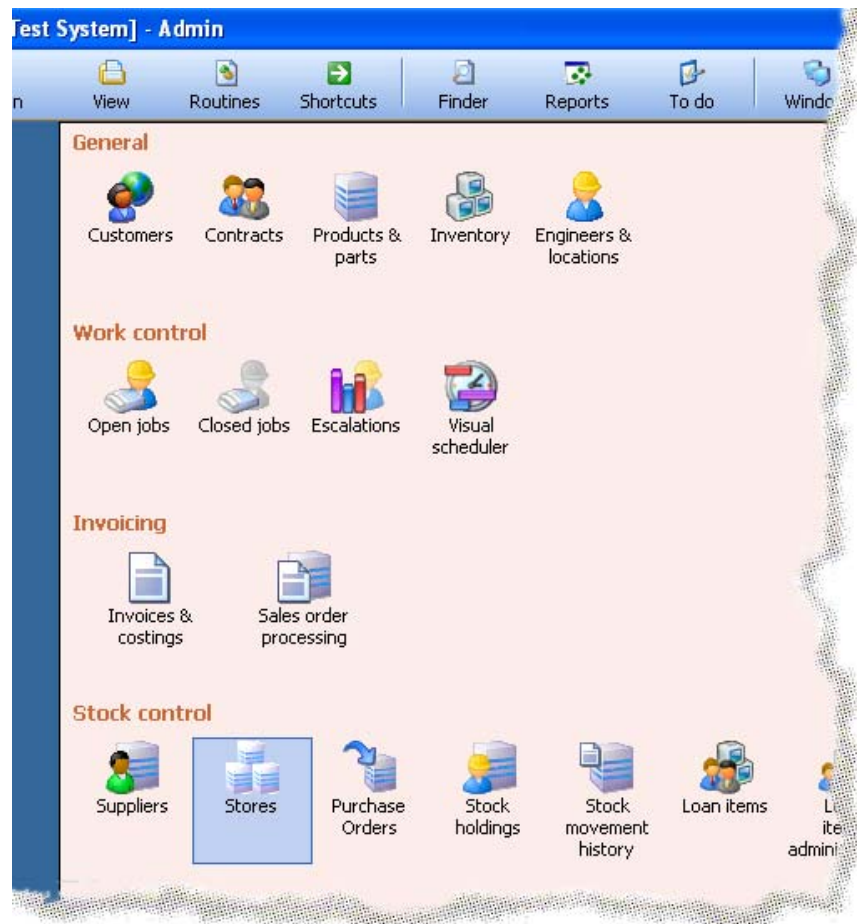 Test System] - Admin
View Routines Shortcuts Finder Reports To do
General
Customers Contracts Products & Inventory Engineers &
parts locations
Work control
Open jobs Closed jobs Escalations Visual
scheduler
Invoicing
Invoices & Sales order
costings processing
Stock control
Suppliers Stores Purchase Stock Stock Loan items
Orders holdings movement
history